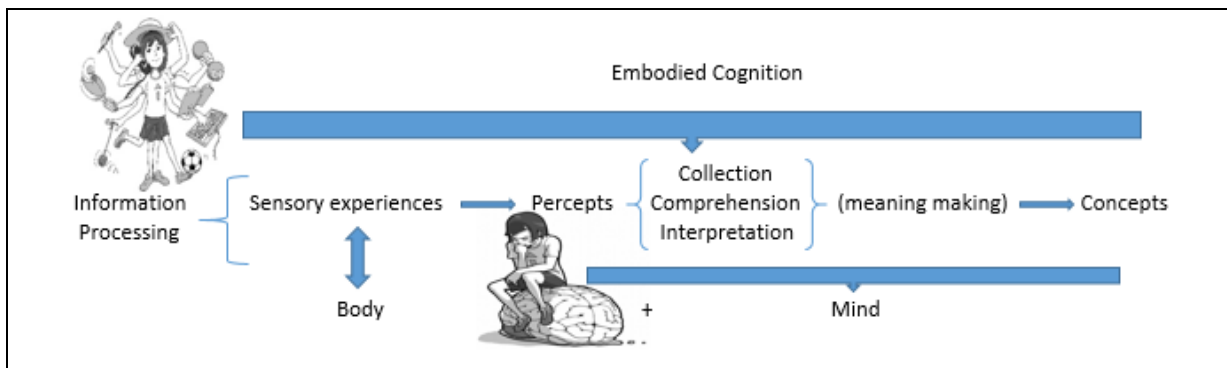 Embodied Cognition
Information
Processing
Sensory experiences
Percepts
Collection
Comprehension
Interpretation
(meaning making)
Concepts
Body
+
Mind